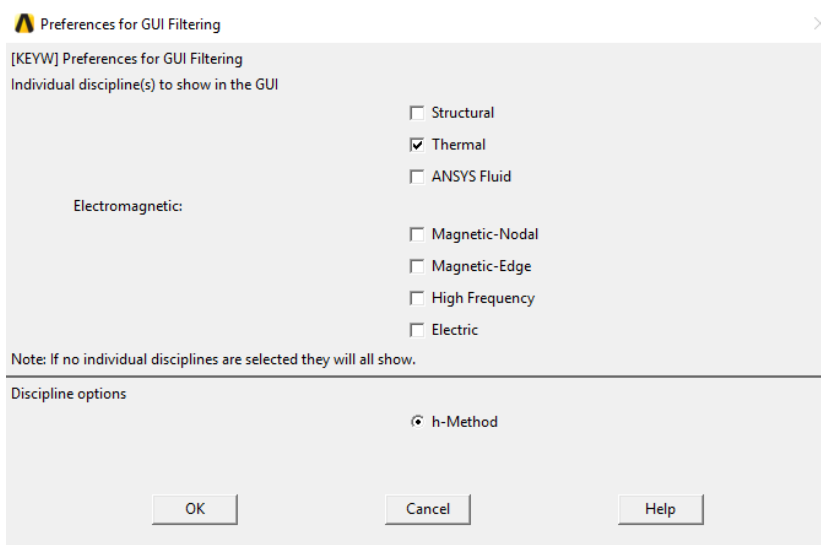 Preferences for GUI Filtering
[KEYW] Preferences for GUI Filtering
Individual discipline(s) to show in the GUI
Structural
Thermal
ANSYS Fluid
Electromagnetic:
Magnetic-Nodal
Magnetic-Edge
High Frequency
Electric
Note: If no individual disciplines are selected they will all show.
Discipline options
h-Method
OK Cancel Help